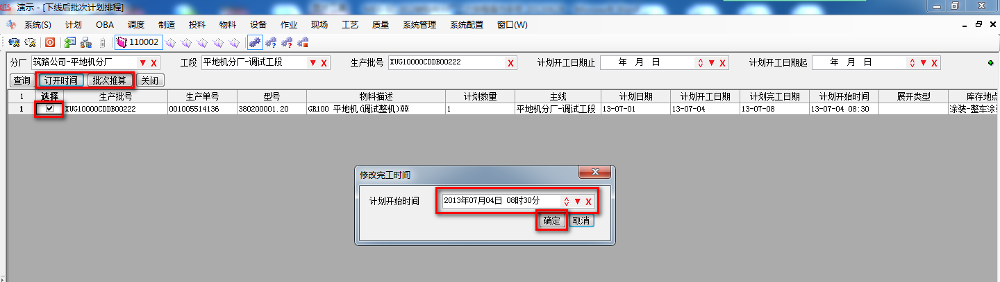 演示 - [下线后批次计划排程]
系统(S) 计划 OBA 调度 制造 投料 物料 设备 作业 现场 工艺 质量 系统管理 系统配置 窗口(W)
110002
分厂 筑路公司-平地机分厂 工段 平地机分厂-调试工段 生产批号 XUG10000CDDB00222 计划开工日期止 年 月 日 计划开工日期起 年 月 日
查询 订开时间 批次推算 关闭
1 选择 生产批号 生产单号 型号 物料描述 计划数量 主线 计划日期 计划开工日期 计划完工日期 计划开始时间 展开类型 库存地点
1 XUG10000CDDB00222 001005514136 380200001.20 GR100 平地机(调试整机)** 1 平地机分厂-调试工段 13-07-01 13-07-04 13-07-08 13-07-04 08:30 涂装-整车涂装
修改完工时间
计划开始时间 2013年07月04日 08时30分
确定 取消